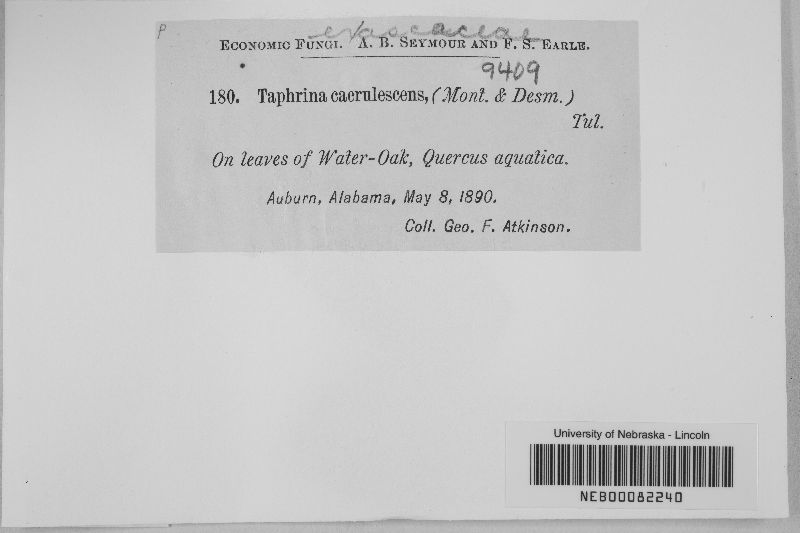 P
exoascaceae
ECONOMIC FUNGI. A. B. SEYMOUR AND F. S. EARLE.
9409
180. Taphrina caerulescens, (Mont. & Desm.)
Tul.
On leaves of Water-Oak, Quercus aquatica.
Auburn, Alabama, May 8, 1890.
Coll. Geo. F. Atkinson.
University of Nebraska - Lincoln
NEB00082240